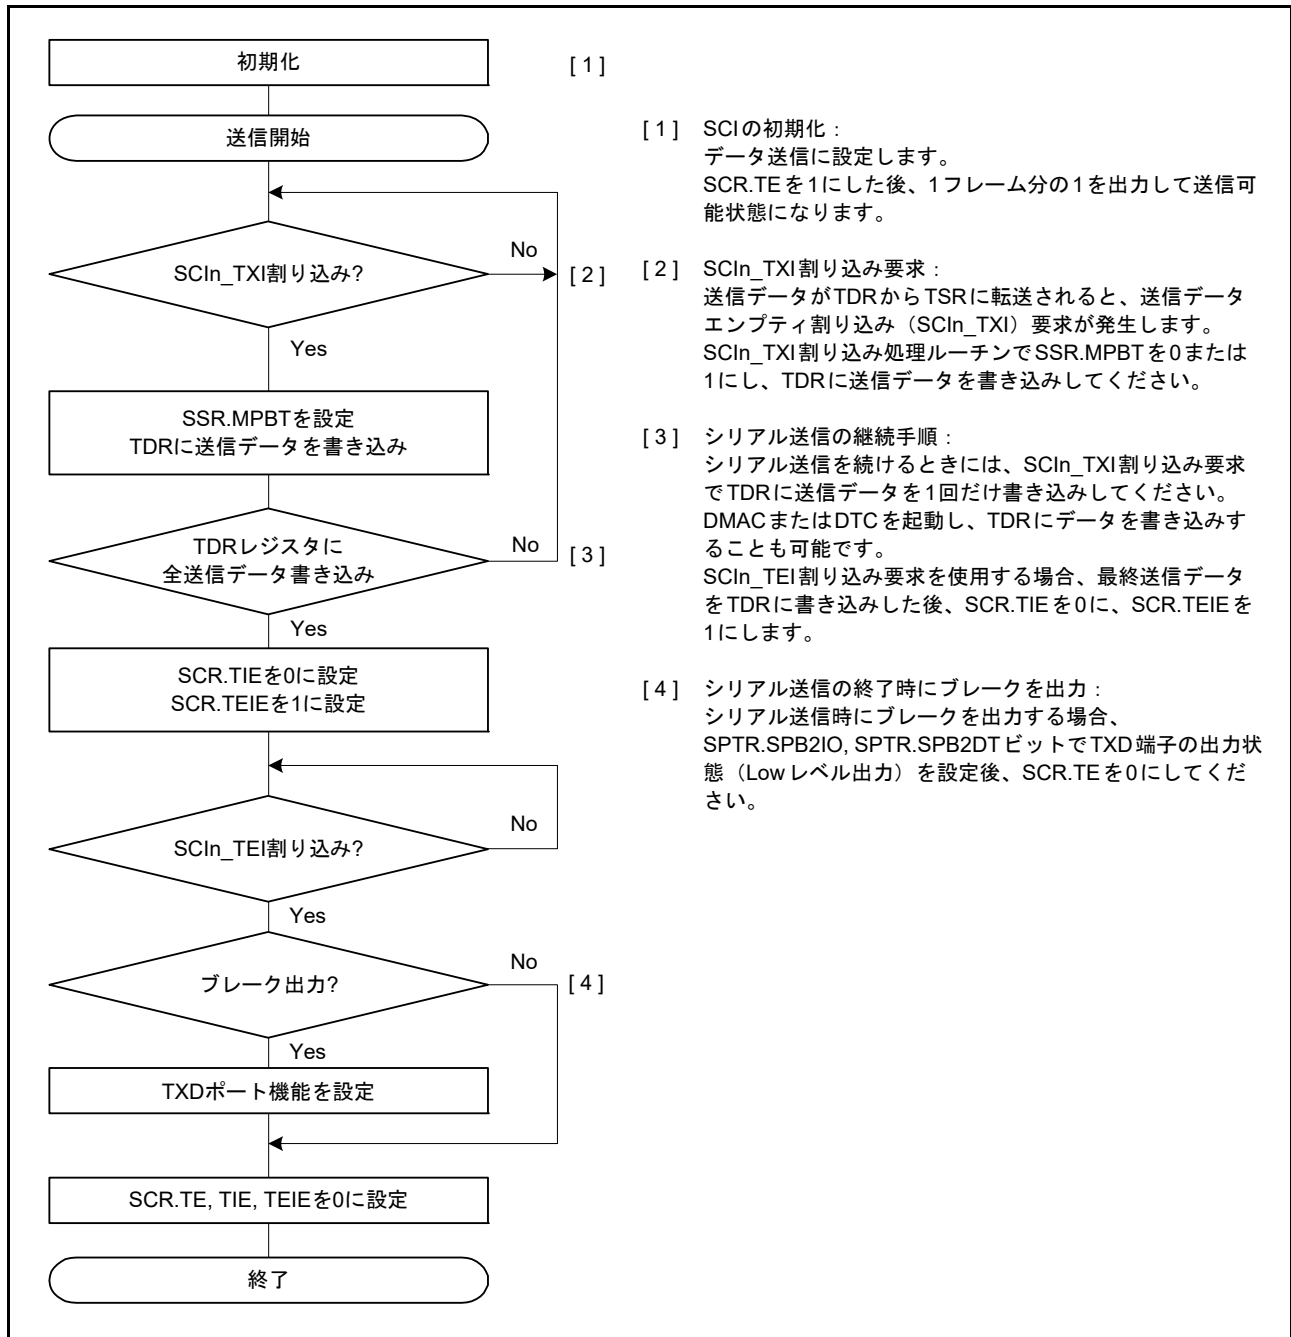 初期化
[ 1 ]
送信開始
SCIn_TXI割り込み?
No
[ 2 ]
Yes
SSR.MPBTを設定
TDRに送信データを書き込み
TDRレジスタに
全送信データ書き込み
No
[ 3 ]
Yes
SCR.TIEを0に設定
SCR.TEIEを1に設定
SCIn_TEI割り込み?
No
Yes
ブレーク出力?
No
[ 4 ]
Yes
TXDポート機能を設定
SCR.TE, TIE, TEIEを0に設定
終了
[ 1 ] SCIの初期化：
データ送信に設定します。
SCR.TEを1にした後、1フレーム分の1を出力して送信可
能状態になります。
[ 2 ] SCIn_TXI割り込み要求：
送信データがTDRからTSRに転送されると、送信データ
エンプティ割り込み（SCIn_TXI）要求が発生します。
SCIn_TXI割り込み処理ルーチンでSSR.MPBTを0または
1にし、TDRに送信データを書き込みしてください。
[ 3 ] シリアル送信の継続手順：
シリアル送信を続けるときには、SCIn_TXI割り込み要求
でTDRに送信データを1回だけ書き込みしてください。
DMACまたはDTCを起動し、TDRにデータを書き込みす
ることも可能です。
SCIn_TEI割り込み要求を使用する場合、最終送信データ
をTDRに書き込みした後、SCR.TIEを0に、SCR.TEIEを
1にします。
[ 4 ] シリアル送信の終了時にブレークを出力：
シリアル送信時にブレークを出力する場合、
SPTR.SPB2IO, SPTR.SPB2DTビットでTXD端子の出力状
態（Lowレベル出力）を設定後、SCR.TEを0にしてくだ
さい。